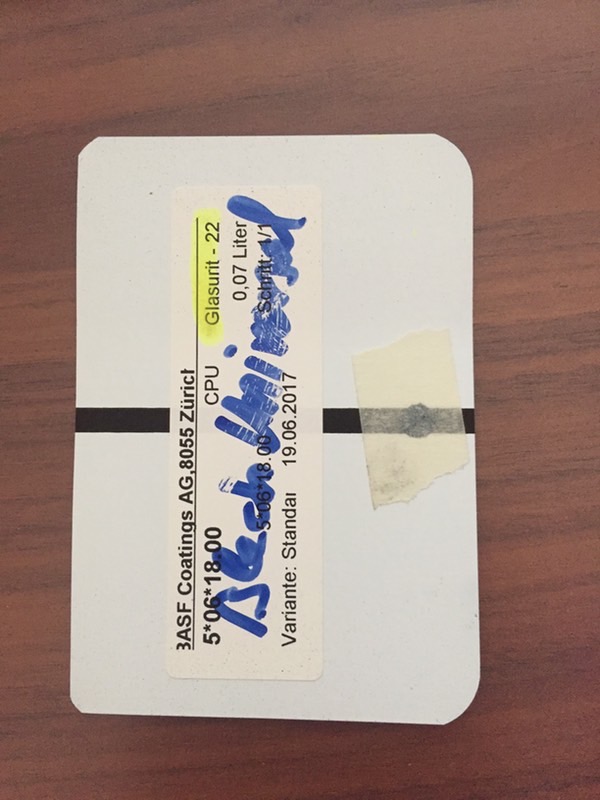 BASF Coatings AG,8055 Zürich
5*06*18.00 CPU Glasurit - 22
5*06*18.00 0,07 Liter
Variante: Standar 19.06.2017 Schritt: 1/1